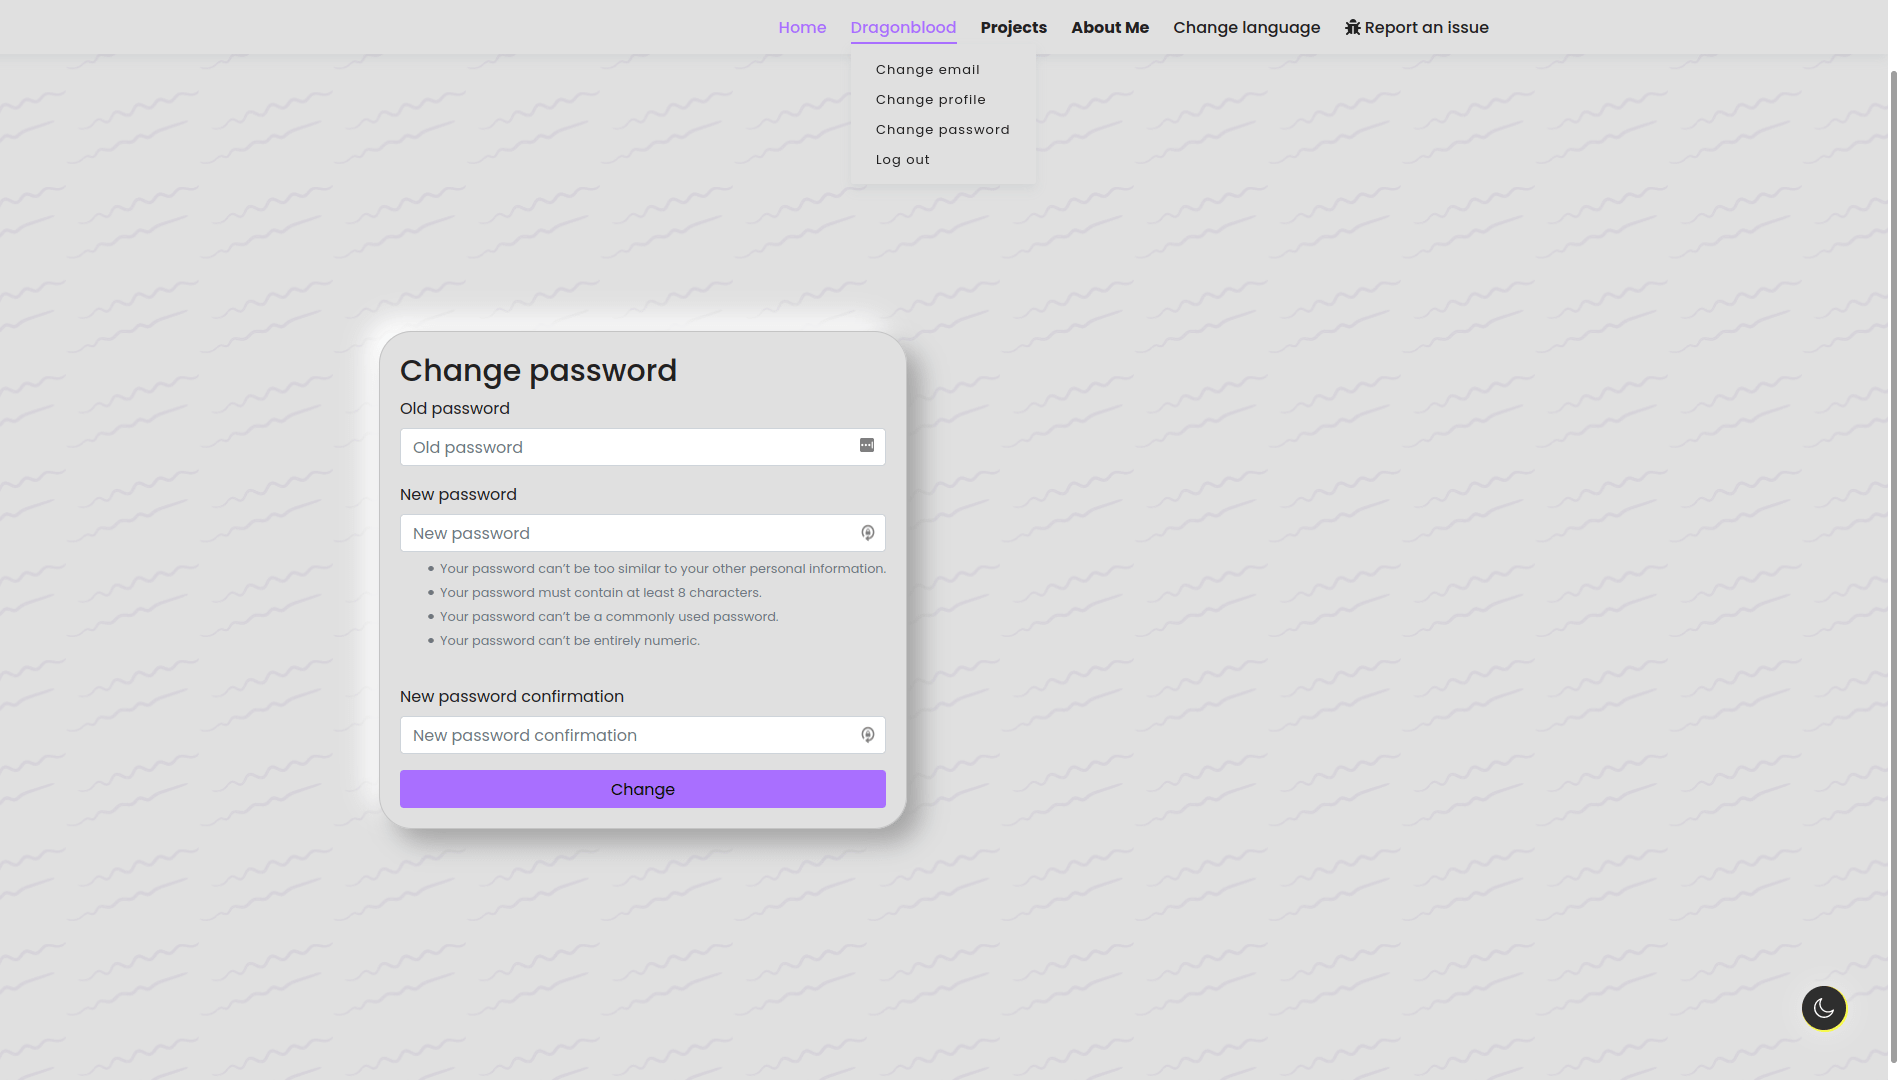 Home Dragonblood Projects About Me Change language Report an issue
Change email
Change profile
Change password
Log out
Change password
Old password
Old password
New password
New password
• Your password can’t be too similar to your other personal information.
• Your password must contain at least 8 characters.
• Your password can’t be a commonly used password.
• Your password can’t be entirely numeric.
New password confirmation
New password confirmation
Change